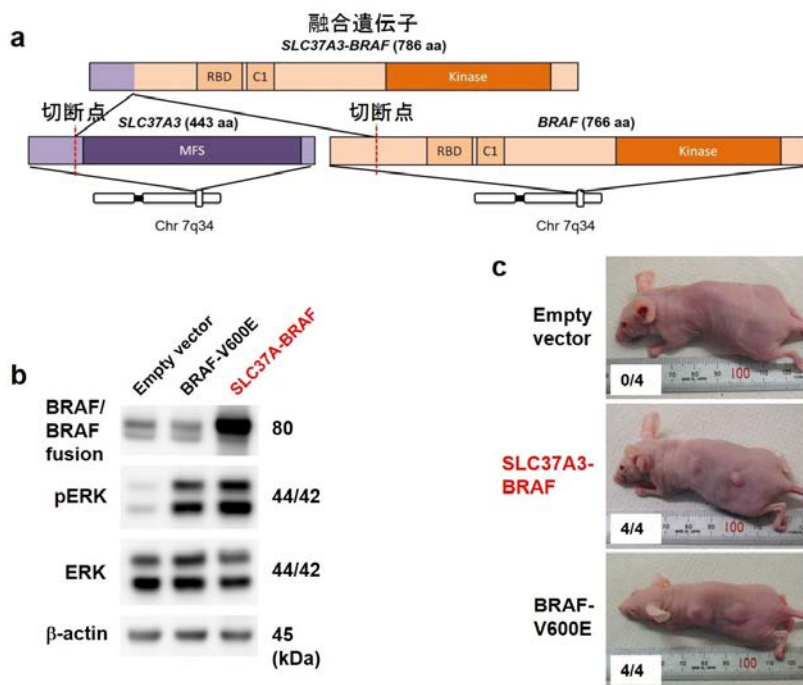 a
融合遺伝子
SLC37A3-BRAF (786 aa)
RBD C1 Kinase
切断点 切断点
SLC37A3 (443 aa) BRAF (766 aa)
MFS RBD C1 Kinase
Chr 7q34 Chr 7q34
b
Empty vector
BRAF-V600E
SLC37A-BRAF
BRAF/
BRAF
fusion
80
pERK 44/42
ERK 44/42
β-actin 45
(kDa)
c
Empty
vector
0/4
100
SLC37A3-
BRAF
4/4
100
BRAF-
V600E
4/4
100